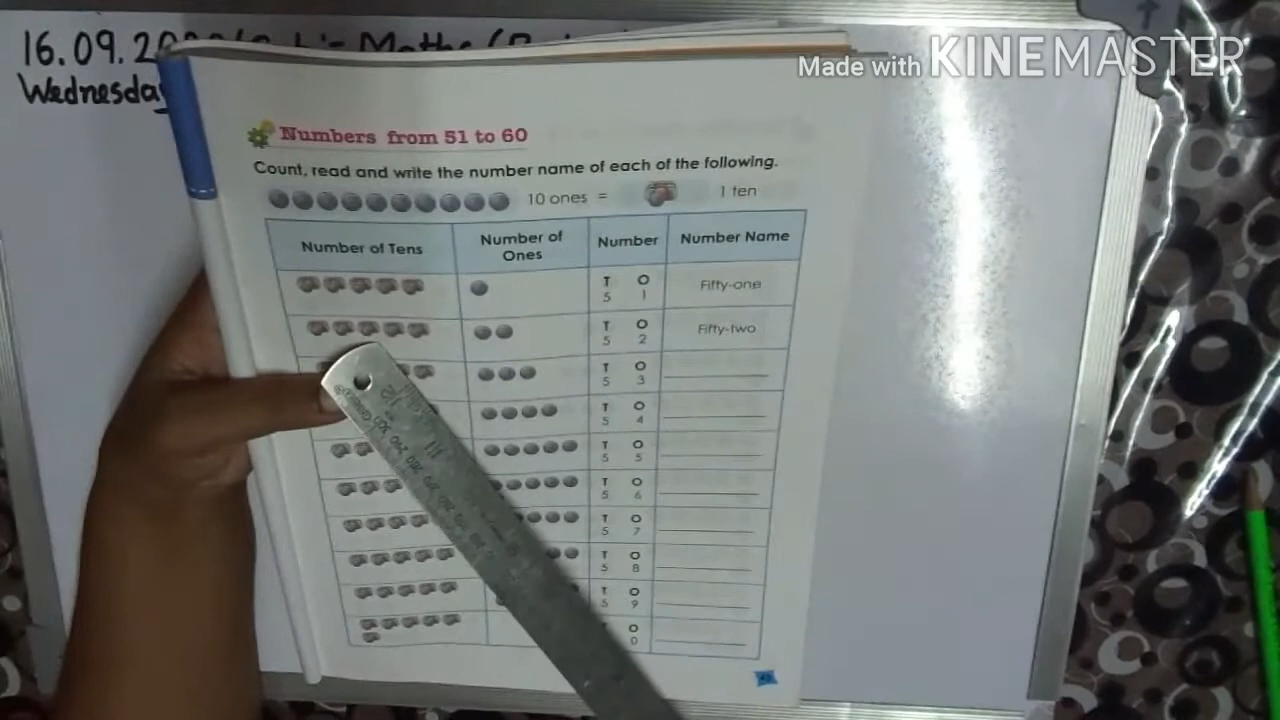 16.09.2
Wednesday
Made with KINEMASTER
Numbers from 51 to 60
Count, read and write the number name of each of the following.
10 ones = 1 ten
Number of Tens Number of Ones Number Number Name
T O
5 1 Fifty-one
T O
5 2 Fifty-two
T O
5 3
T O
5 4
T O
5 5
T O
5 6
T O
5 7
T O
5 8
T O
5 9
O
0